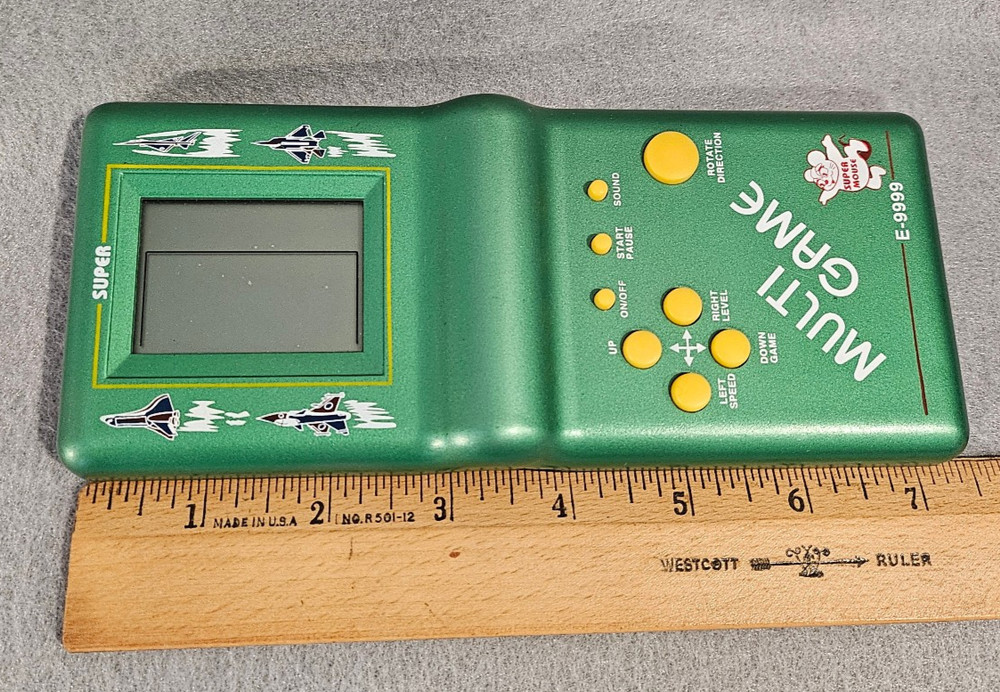 SUPER
SOUND
START
PAUSE
ON/OFF
ROTATE
DIRECTION
UP
RIGHT
LEVEL
LEFT
SPEED
DOWN
GAME
MULTI
GAME
SUPER
MOUSE
E-9999
1 2 3 4 5 6 7
MADE IN U.S.A
NO. R 501-12
WESTCOTT RULER